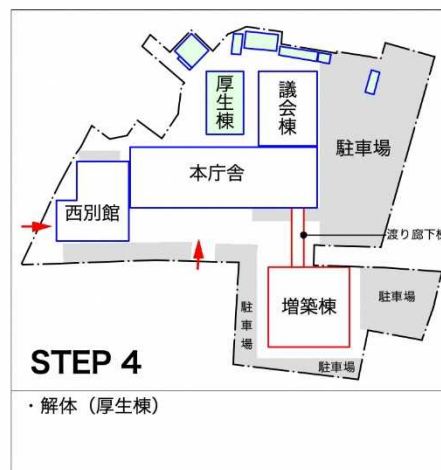 厚生棟
議会棟
駐車場
本庁舎
西別館
渡り廊下棟
増築棟
駐車場
駐車場
駐車場
STEP 4
・解体（厚生棟）